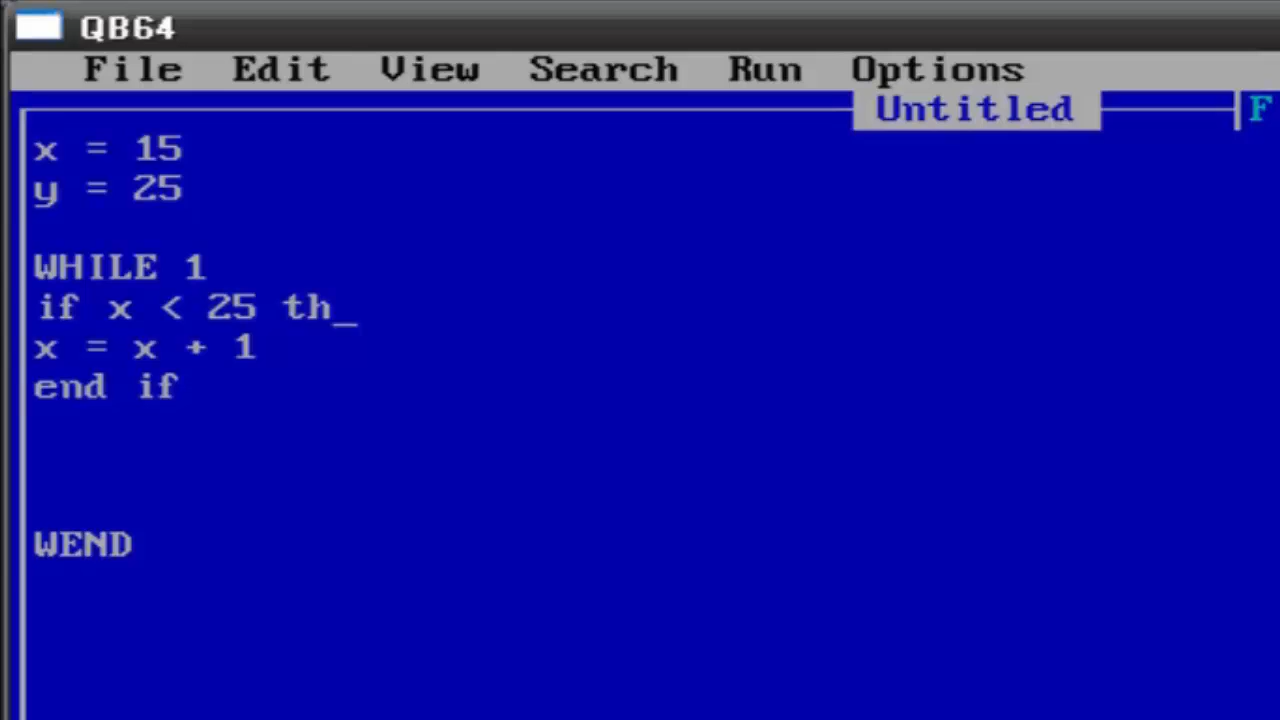 QB64
File Edit View Search Run Options
Untitled
F
x = 15
y = 25
WHILE 1
if x < 25 th_
x = x + 1
end if
WEND